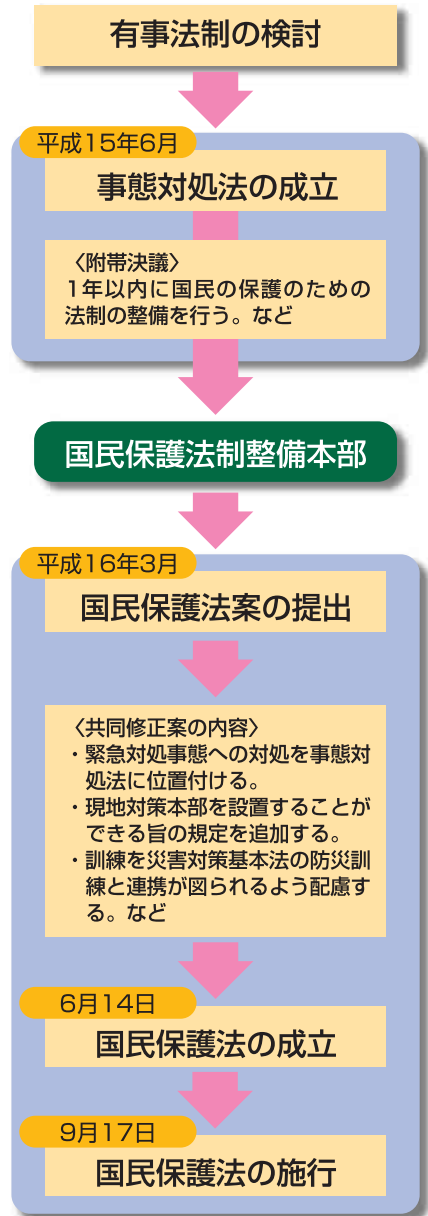 有事法制の検討
平成15年6月
事態対処法の成立
〈附帯決議〉
1年以内に国民の保護のための
法制の整備を行う。など
国民保護法制整備本部
平成16年3月
国民保護法案の提出
〈共同修正案の内容〉
・緊急対処事態への対処を事態対
処法に位置付ける。
・現地対策本部を設置することが
できる旨の規定を追加する。
・訓練を災害対策基本法の防災訓
練と連携が図られるよう配慮す
る。など
6月14日
国民保護法の成立
9月17日
国民保護法の施行